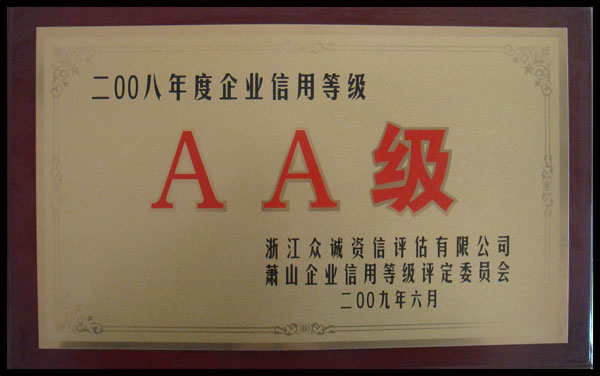 二00八年度企业信用等级
AA级
浙江众诚资信评估有限公司
萧山企业信用等级评定委员会
二00九年六月